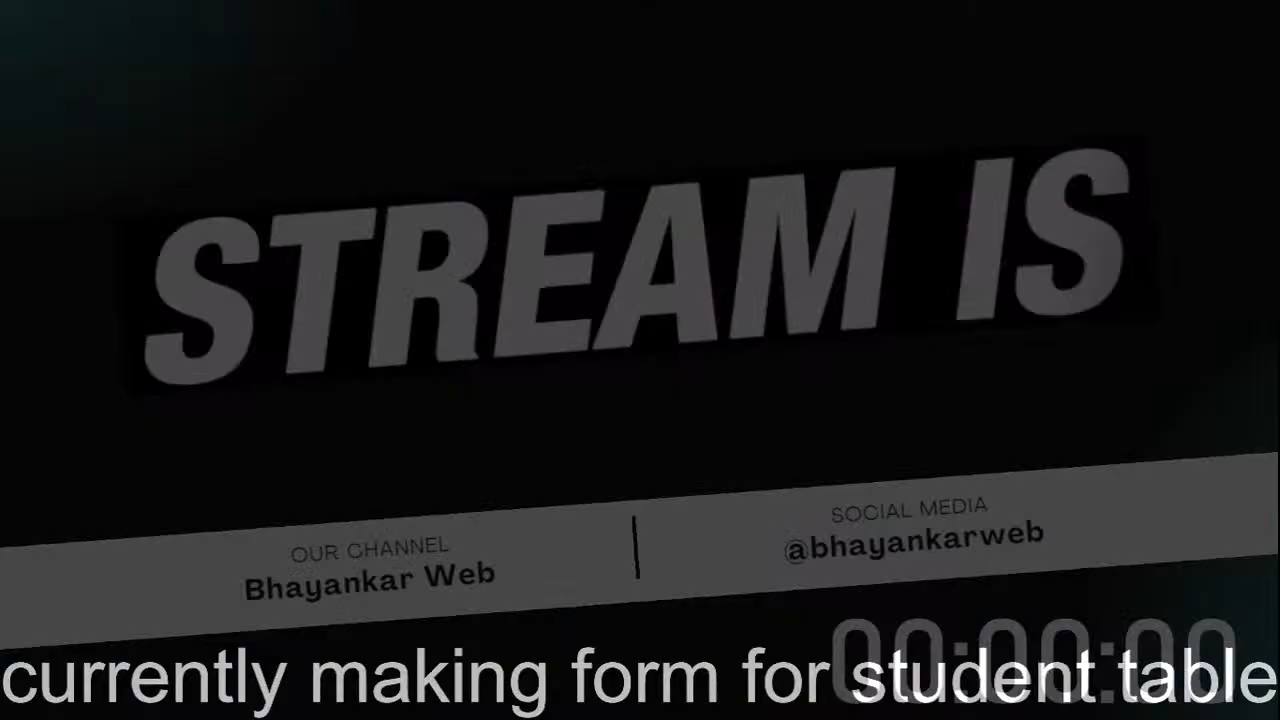 STREAM IS
OUR CHANNEL
Bhayankar Web
SOCIAL MEDIA
@bhayankarweb
00:00:00
currently making form for student table